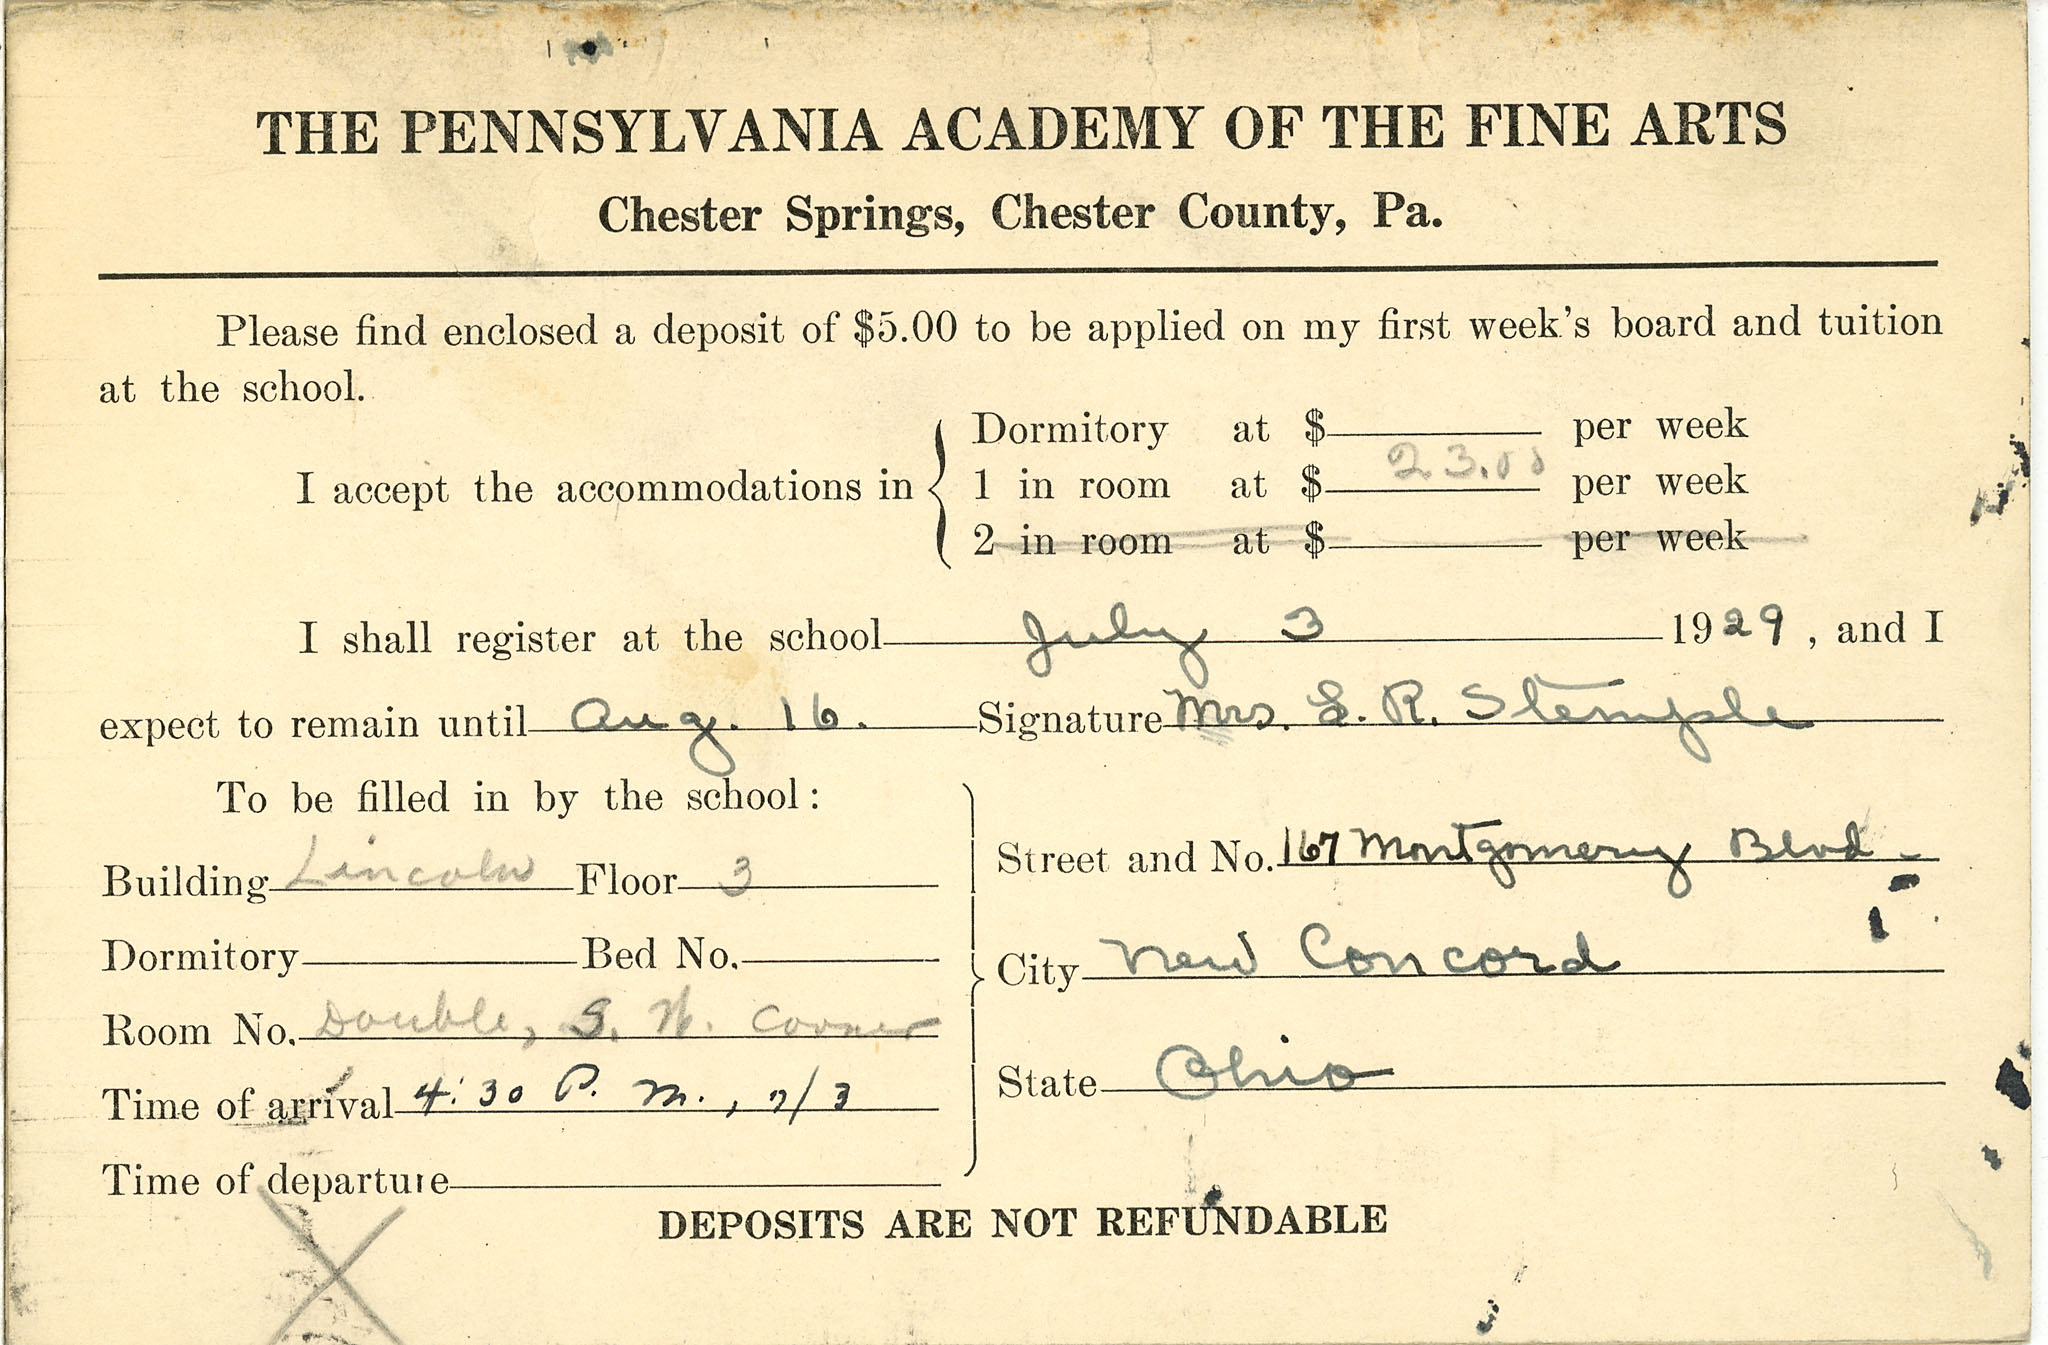 THE PENNSYLVANIA ACADEMY OF THE FINE ARTS
Chester Springs, Chester County, Pa.
Please find enclosed a deposit of $5.00 to be applied on my first week's board and tuition
at the school.
Dormitory at $ per week
I accept the accommodations in 1 in room at $ 23.00 per week
2 in room at $ per week
I shall register at the school July 3 1929, and I
expect to remain until Aug. 16. Signature Mrs. E. R. Stemple
To be filled in by the school:
Building Lincoln Floor 3
Dormitory Bed No.
Room No. Double, S. W. Corner
Time of arrival 4:30 P. M., 7/3
Time of departure
Street and No. 167 Montgomery Blvd.
City New Concord
State Ohio
DEPOSITS ARE NOT REFUNDABLE